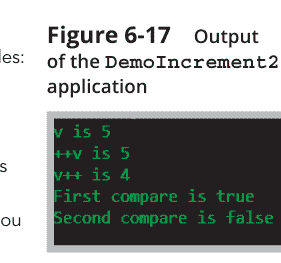 les:
Figure 6-17 Output
of the DemoIncrement2
application
s
ou
v is 5
++v is 5
v++ is 4
First compare is true
Second compare is false